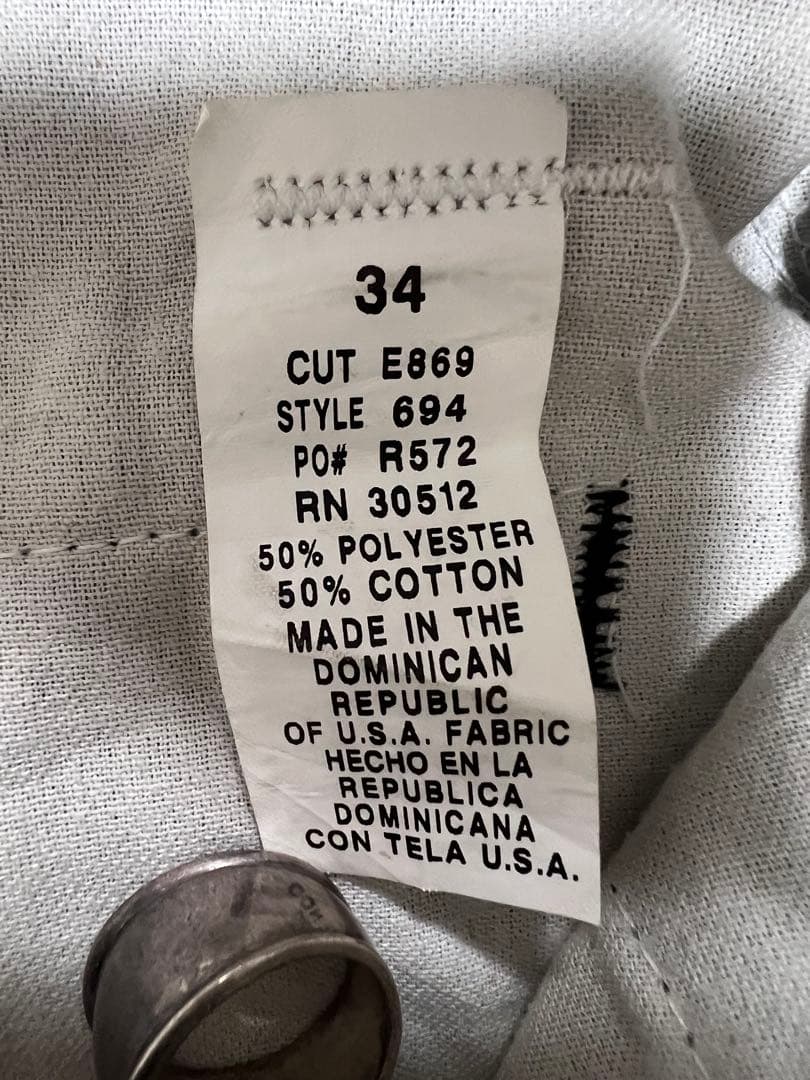 34
CUT E869
STYLE 694
PO# R572
RN 30512
50% POLYESTER
50% COTTON
MADE IN THE
DOMINICAN
REPUBLIC
OF U.S.A. FABRIC
HECHO EN LA
REPUBLICA
DOMINICANA
CON TELA U.S.A.